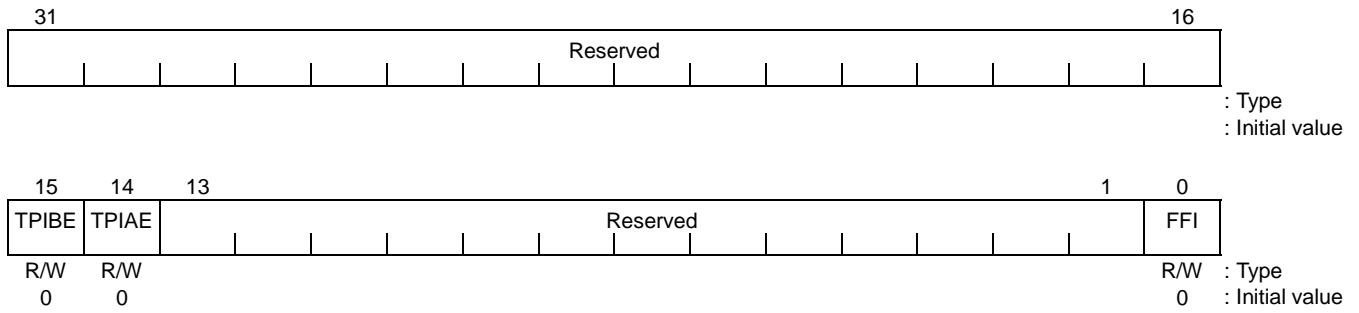 31 16
Reserved
: Type
: Initial value
15 14 13 1 0
TPIBE TPIAE Reserved FFI
R/W R/W R/W : Type
0 0 0 : Initial value